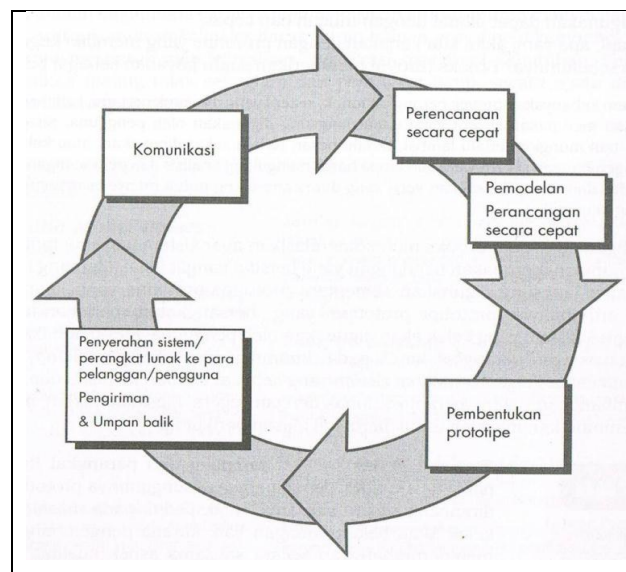 Komunikasi
Perencanaan
secara cepat
Pemodelan
Perancangan
secara cepat
Pembentukan
prototipe
Penyerahan sistem/
perangkat lunak ke para
pelanggan/pengguna
Pengiriman
& Umpan balik